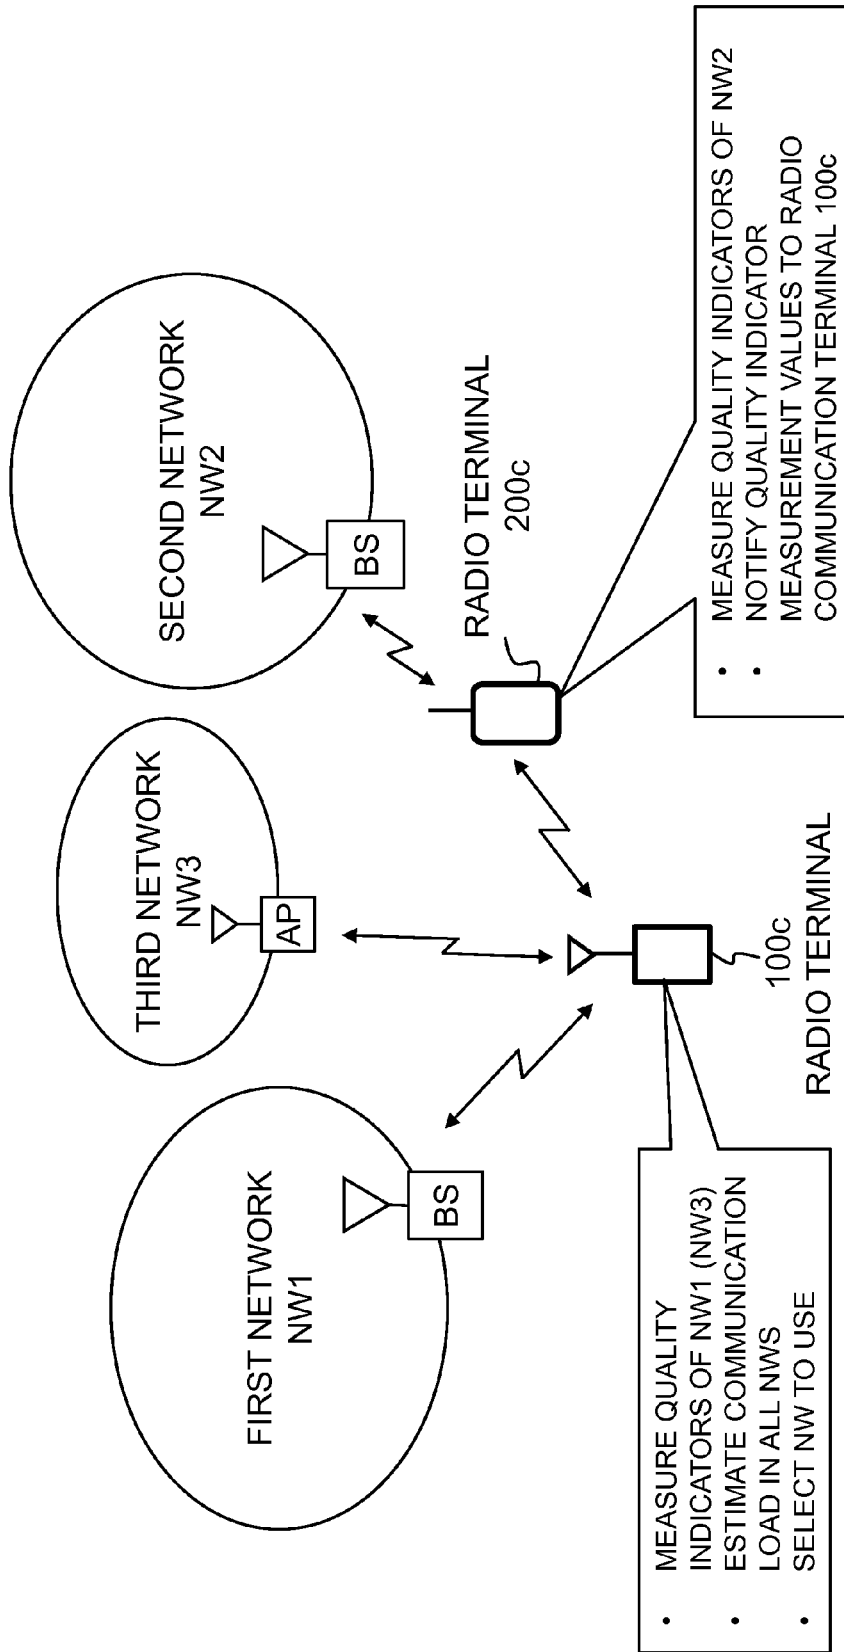 FIRST NETWORK
NW1
BS
THIRD NETWORK
NW3
AP
SECOND NETWORK
NW2
BS
RADIO TERMINAL
200c
100c
RADIO TERMINAL
• MEASURE QUALITY
INDICATORS OF NW1 (NW3)
• ESTIMATE COMMUNICATION
LOAD IN ALL NWS
• SELECT NW TO USE
• MEASURE QUALITY INDICATORS OF NW2
• NOTIFY QUALITY INDICATOR
MEASUREMENT VALUES TO RADIO
COMMUNICATION TERMINAL 100c